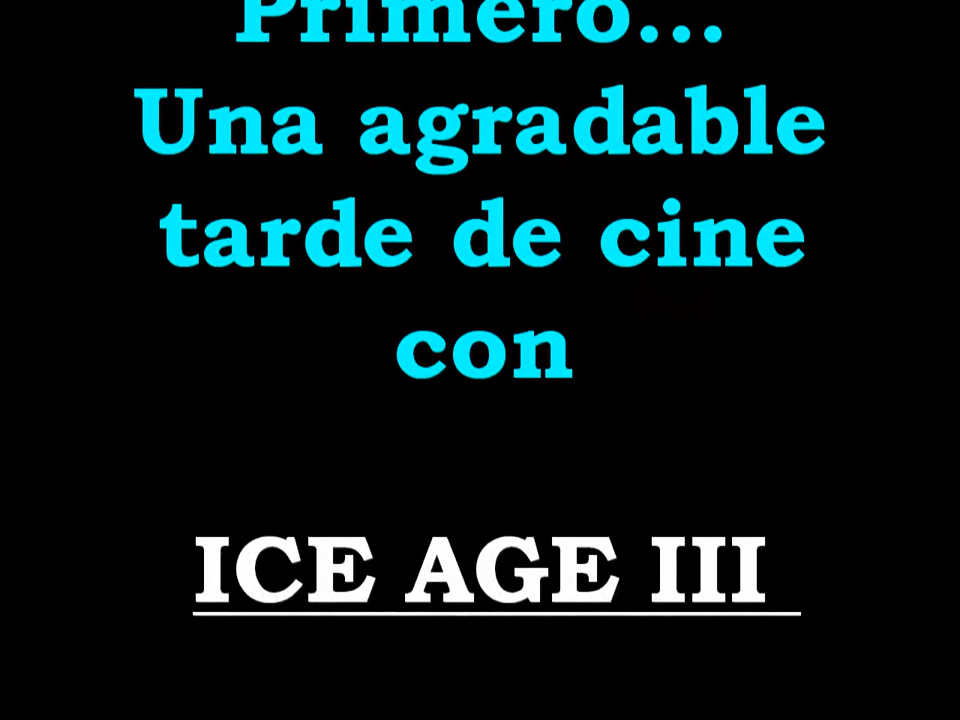 Primero...
Una agradable
tarde de cine
con
ICE AGE III